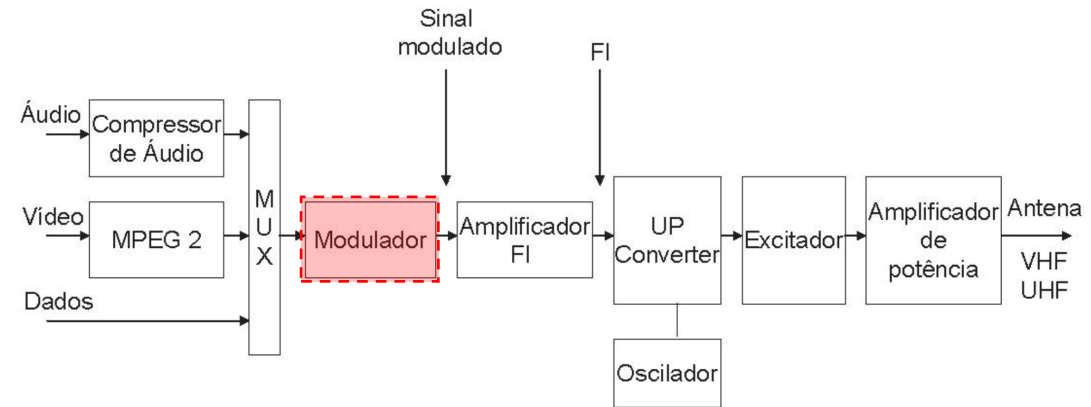 Sinal
modulado
FI
Áudio
Compressor
de Áudio
Vídeo
MPEG 2
Dados
M
U
X
Modulador
Amplificador
FI
UP
Converter
Oscilador
Excitador
Amplificador
de
potência
Antena
VHF
UHF